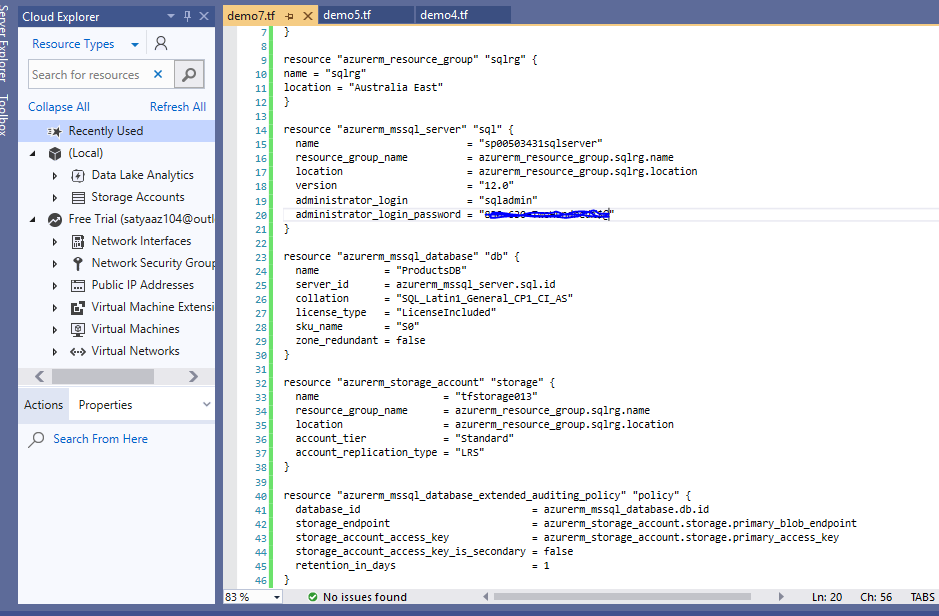 Server Explorer
Toolbox
Cloud Explorer
Resource Types
Search for resources
Collapse All
Refresh All
Recently Used
(Local)
Data Lake Analytics
Storage Accounts
Free Trial (satyaaz104@outl
Network Interfaces
Network Security Group
Public IP Addresses
Virtual Machine Extensi
Virtual Machines
Virtual Networks
Actions
Properties
Search From Here
demo7.tf
demo5.tf
demo4.tf
7 }
8
9 resource "azurerm_resource_group" "sqlrg" {
10 name = "sqlrg"
11 location = "Australia East"
12 }
13
14 resource "azurerm_mssql_server" "sql" {
15 name = "sp00503431sqlserver"
16 resource_group_name = azurerm_resource_group.sqlrg.name
17 location = azurerm_resource_group.sqlrg.location
18 version = "12.0"
19 administrator_login = "sqladmin"
20 administrator_login_password = "
21 }
22
23 resource "azurerm_mssql_database" "db" {
24 name = "ProductsDB"
25 server_id = azurerm_mssql_server.sql.id
26 collation = "SQL_Latin1_General_CP1_CI_AS"
27 license_type = "LicenseIncluded"
28 sku_name = "S0"
29 zone_redundant = false
30 }
31
32 resource "azurerm_storage_account" "storage" {
33 name = "tfstorage013"
34 resource_group_name = azurerm_resource_group.sqlrg.name
35 location = azurerm_resource_group.sqlrg.location
36 account_tier = "Standard"
37 account_replication_type = "LRS"
38 }
39
40 resource "azurerm_mssql_database_extended_auditing_policy" "policy" {
41 database_id = azurerm_mssql_database.db.id
42 storage_endpoint = azurerm_storage_account.storage.primary_blob_endpoint
43 storage_account_access_key = azurerm_storage_account.storage.primary_access_key
44 storage_account_access_key_is_secondary = false
45 retention_in_days = 1
46 }
83 %
No issues found
Ln: 20
Ch: 56
TABS